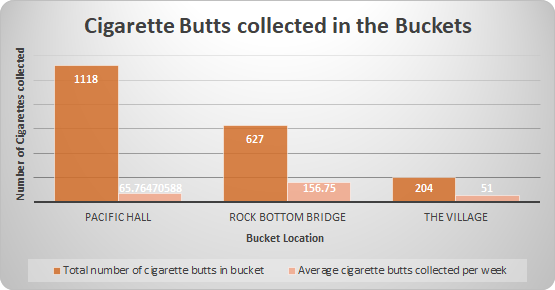 Cigarette Butts collected in the Buckets
Number of Cigarettes collected
1118
65.76470588
627
156.75
204
51
PACIFIC HALL
ROCK BOTTOM BRIDGE
THE VILLAGE
Bucket Location
Total number of cigarette butts in bucket
Average cigarette butts collected per week